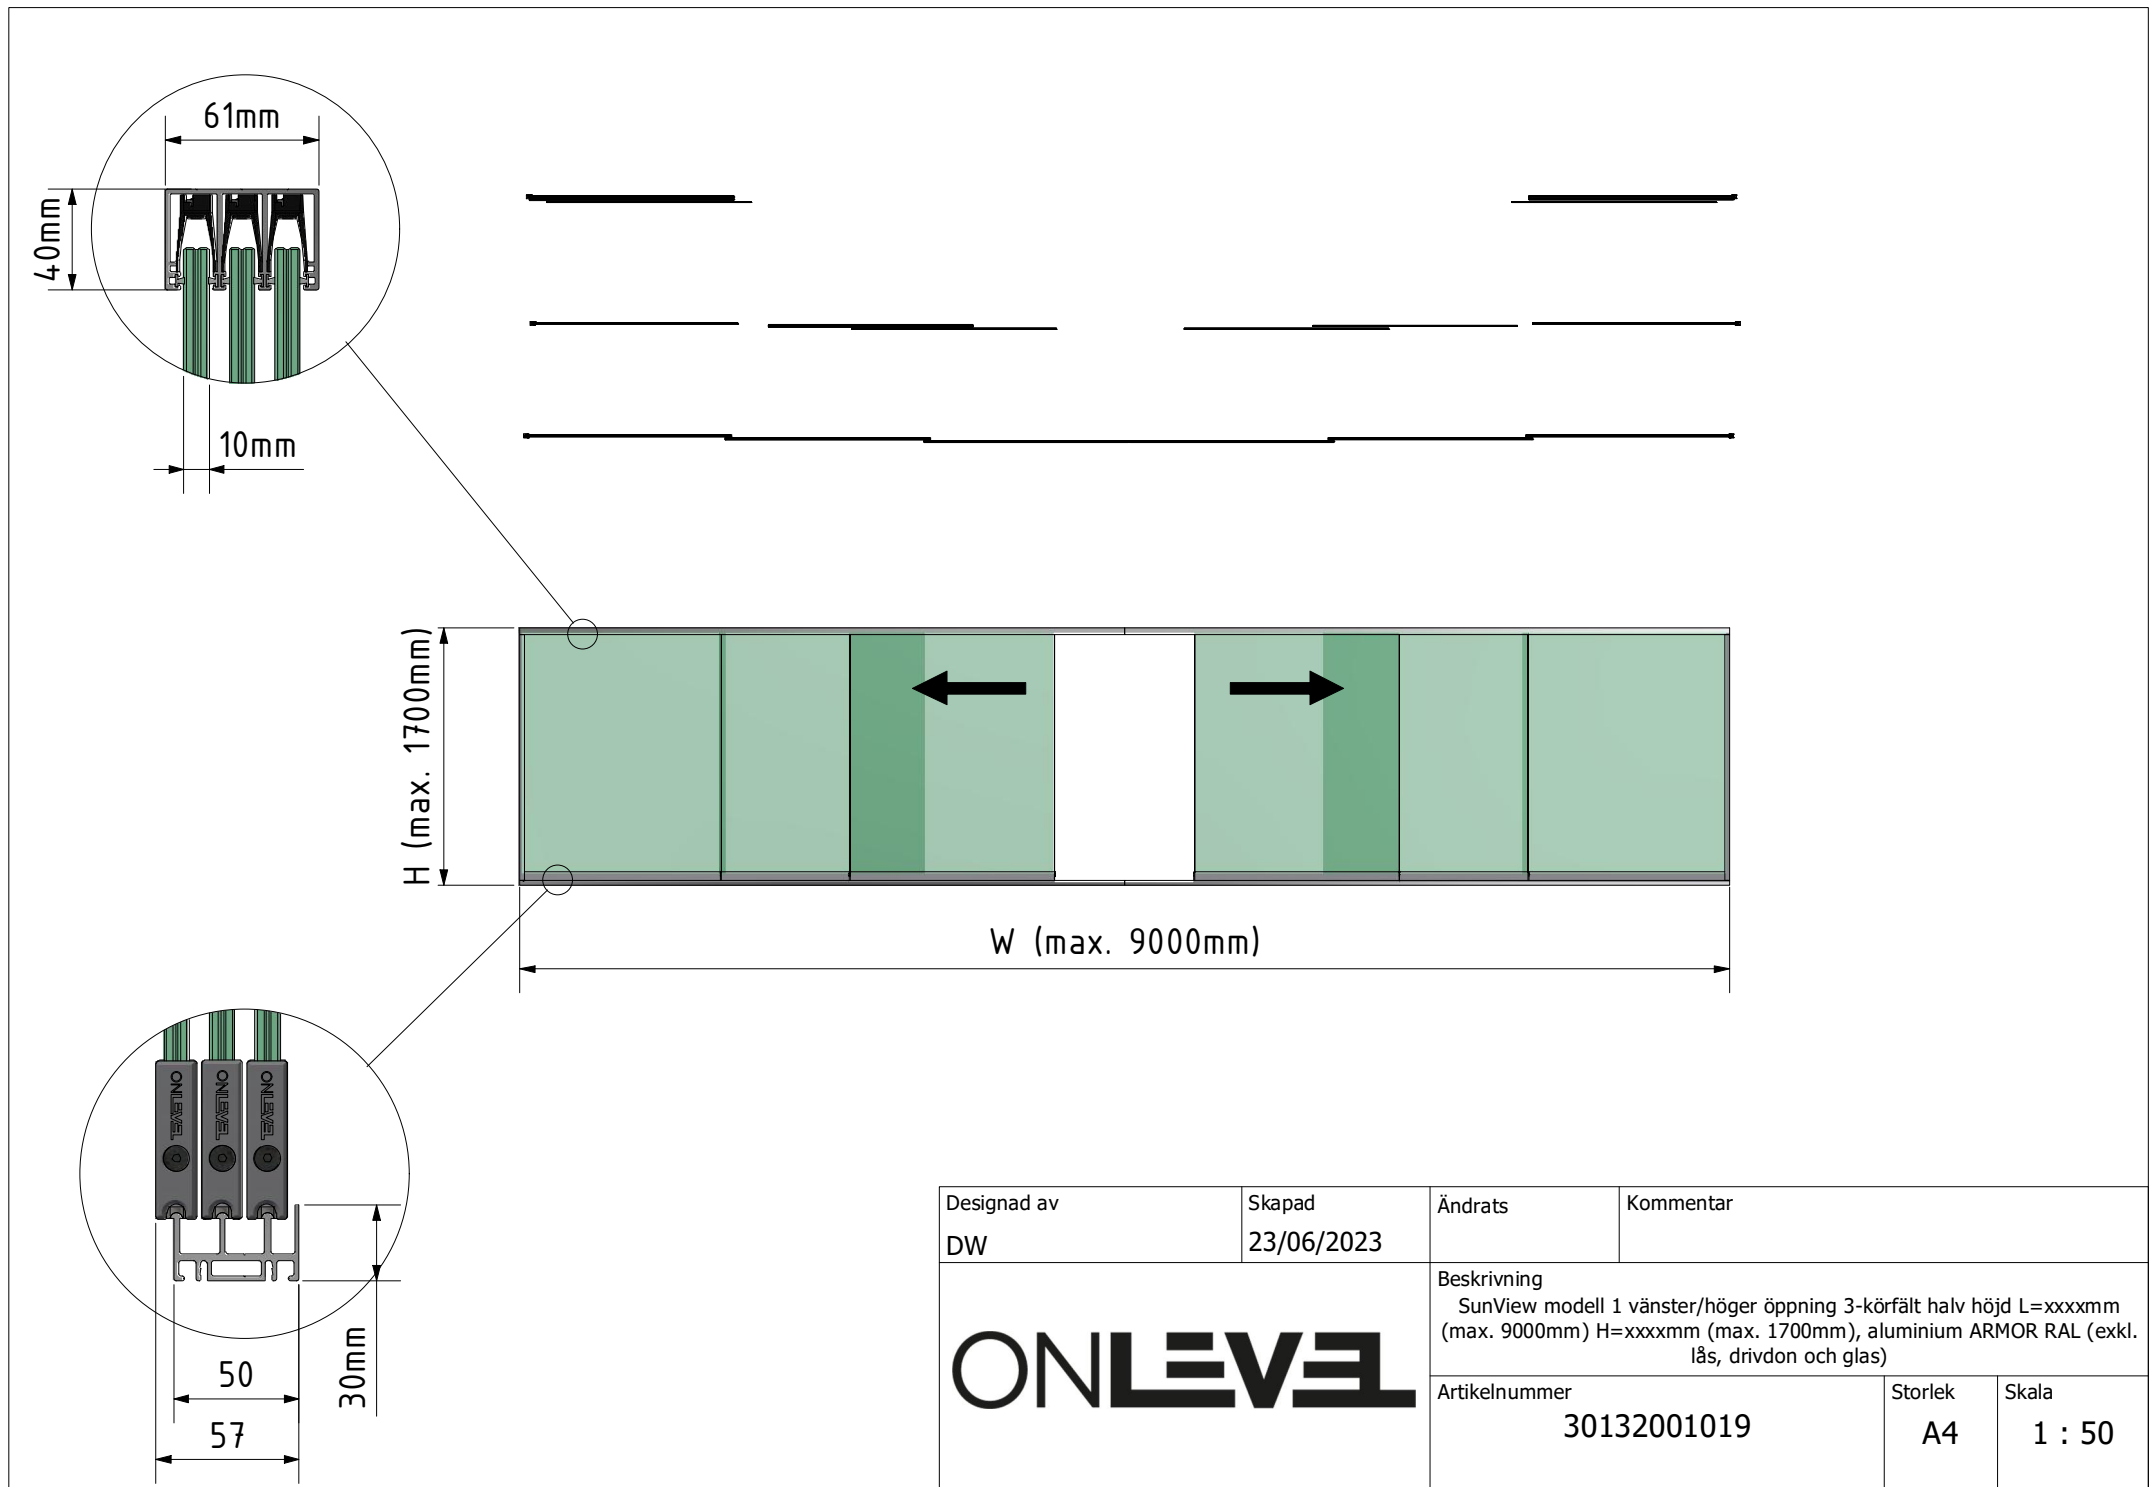 61mm
40mm
10mm
H (max. 1700mm)
W (max. 9000mm)
ONLEVEL
ONLEVEL
ONLEVEL
30mm
50
57
Designad av
DW
Skapad
23/06/2023
Ändrats
Kommentar
ONLEVEL
Beskrivning
SunView modell 1 vänster/höger öppning 3-körfält halv höjd L=xxxxmm
(max. 9000mm) H=xxxxmm (max. 1700mm), aluminium ARMOR RAL (exkl.
lås, drivdon och glas)
Artikelnummer
30132001019
Storlek
A4
Skala
1 : 50